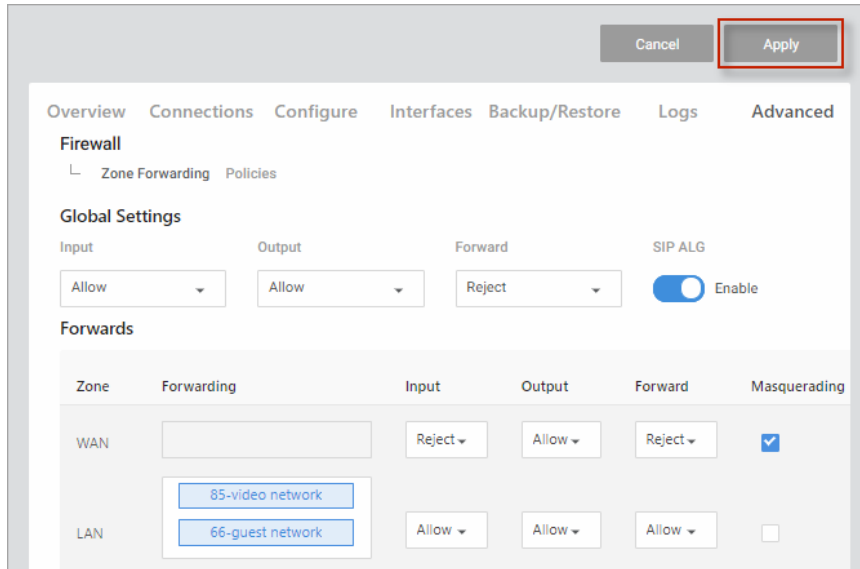 Cancel Apply
Overview Connections Configure Interfaces Backup/Restore Logs Advanced
Firewall
Zone Forwarding Policies
Global Settings
Input Output Forward SIP ALG
Allow Allow Reject Enable
Forwards
Zone Forwarding Input Output Forward Masquerading
WAN Reject Allow Reject
85-video network
LAN 66-guest network Allow Allow Allow